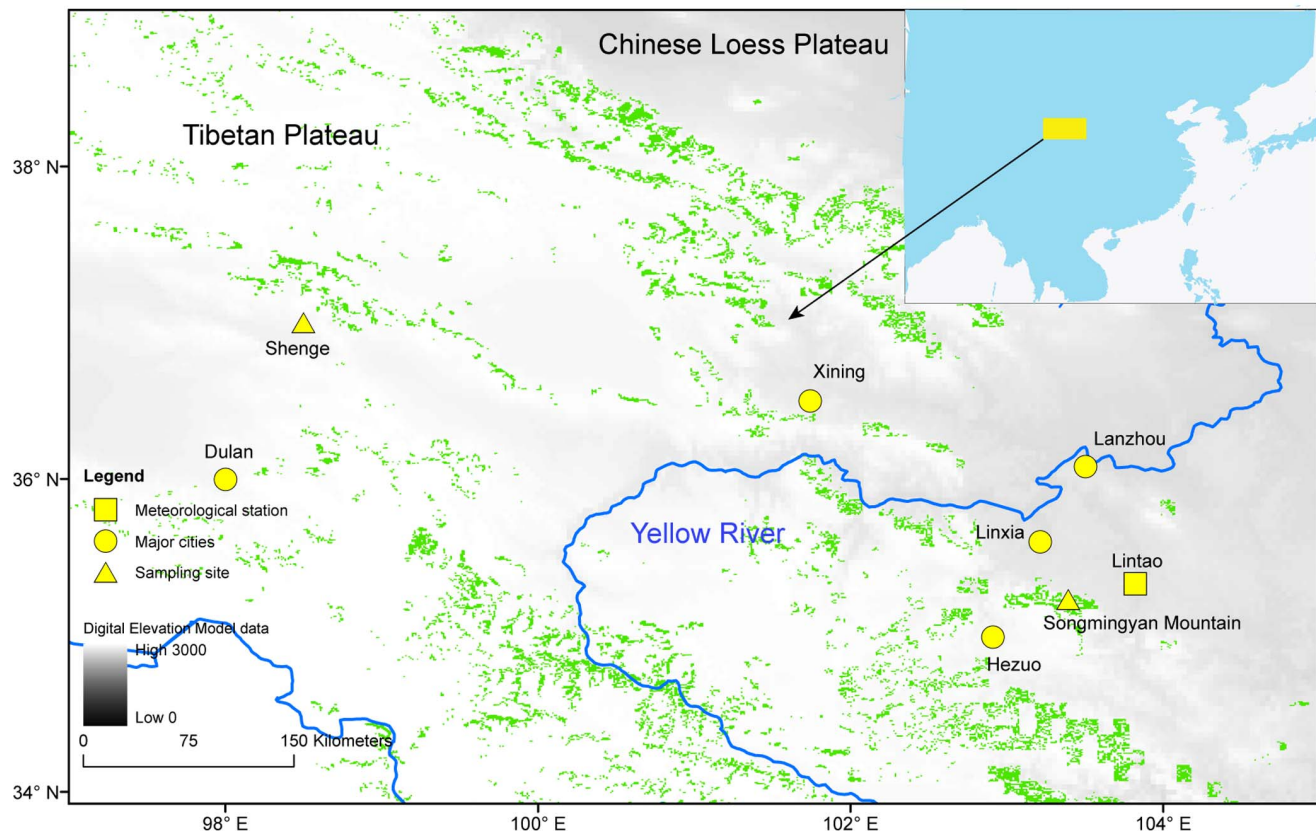 Chinese Loess Plateau
Tibetan Plateau
38° N
Shenge
Xining
Dulan
Lanzhou
36° N
Legend
Meteorological station
Major cities
Sampling site
Yellow River
Linxia
Lintao
Songmingyan Mountain
Hezuo
Digital Elevation Model data
High 3000
Low 0
0 75 150 Kilometers
34° N
98° E 100° E 102° E 104° E